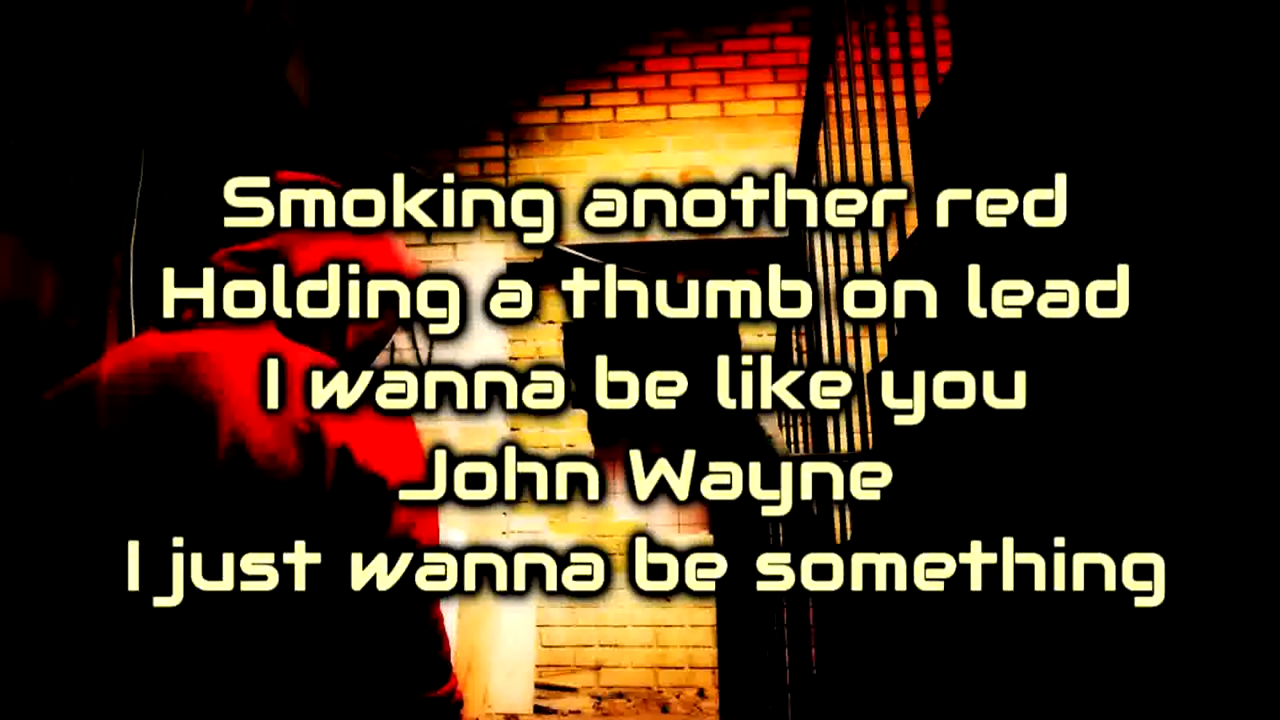 Smoking another red
Holding a thumb on lead
I wanna be like you
John Wayne
I just wanna be something